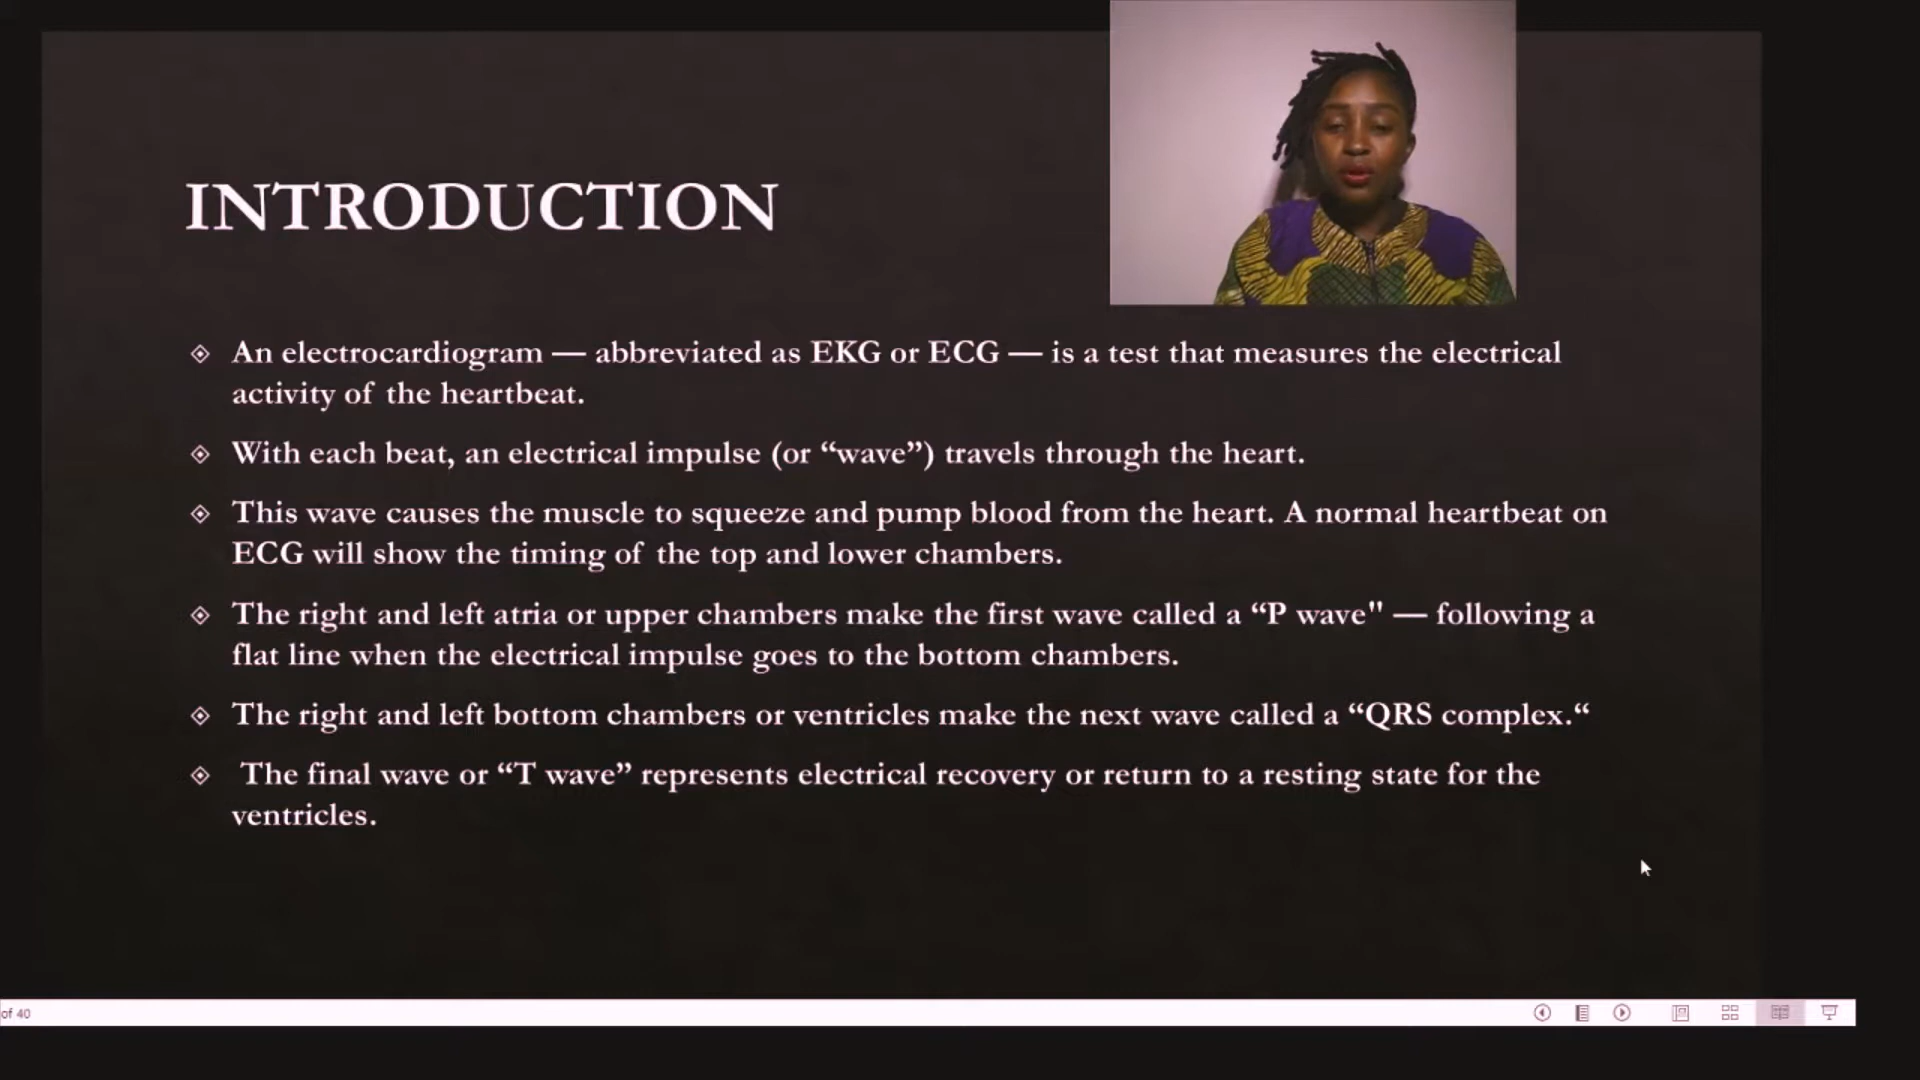 INTRODUCTION
An electrocardiogram — abbreviated as EKG or ECG — is a test that measures the electrical
activity of the heartbeat.
With each beat, an electrical impulse (or “wave”) travels through the heart.
This wave causes the muscle to squeeze and pump blood from the heart. A normal heartbeat on
ECG will show the timing of the top and lower chambers.
The right and left atria or upper chambers make the first wave called a “P wave" — following a
flat line when the electrical impulse goes to the bottom chambers.
The right and left bottom chambers or ventricles make the next wave called a “QRS complex.“
The final wave or “T wave” represents electrical recovery or return to a resting state for the
ventricles.
of 40